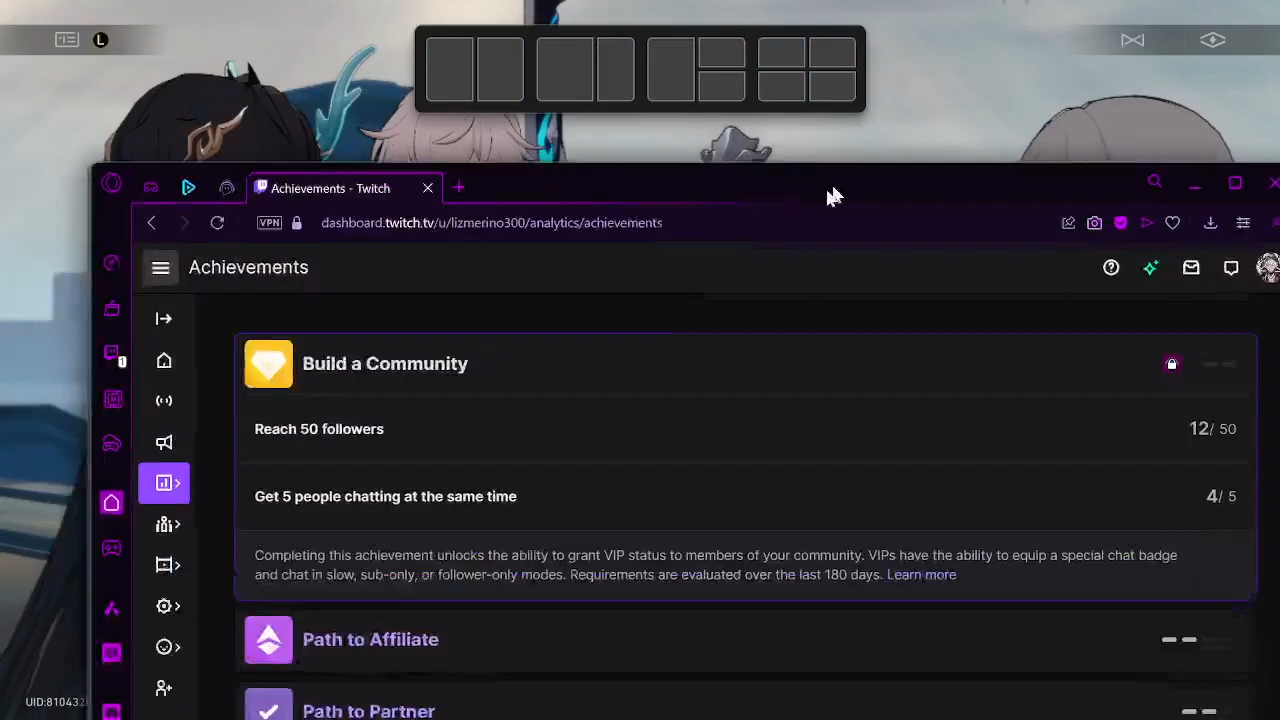 L
Achievements - Twitch
VPN
dashboard.twitch.tv/u/lizmerino300/analytics/achievements
Achievements
1
Build a Community
Reach 50 followers
12/ 50
Get 5 people chatting at the same time
4/ 5
Completing this achievement unlocks the ability to grant VIP status to members of your community. VIPs have the ability to equip a special chat badge
and chat in slow, sub-only, or follower-only modes. Requirements are evaluated over the last 180 days. Learn more
Path to Affiliate
Path to Partner